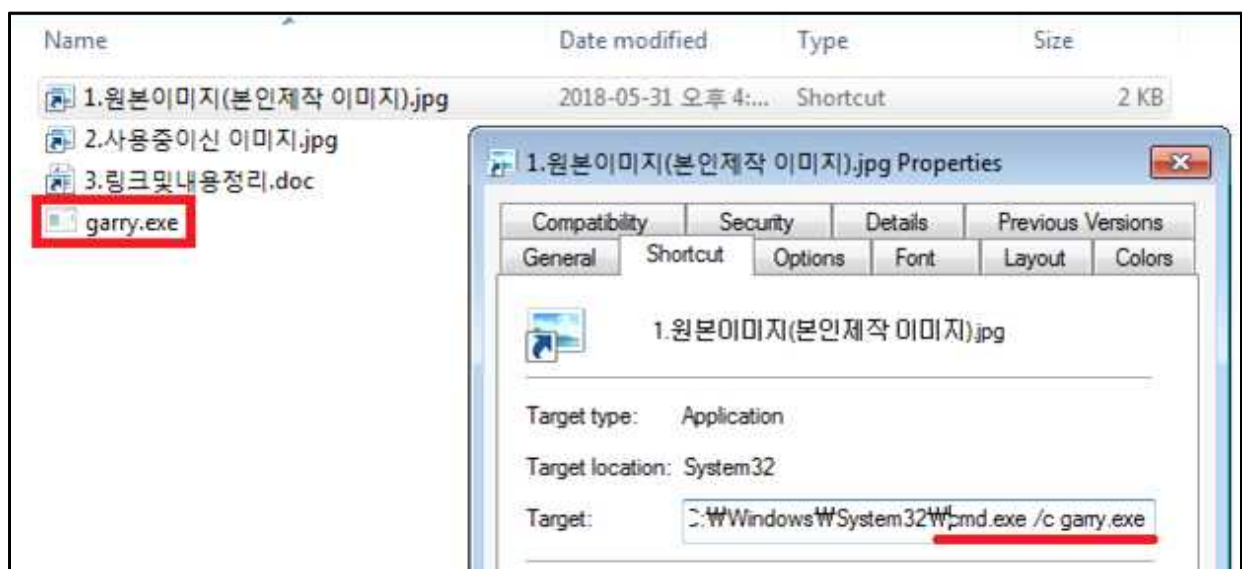 Name Date modified Type Size
1.원본이미지(본인제작 이미지).jpg 2018-05-31 오후 4:... Shortcut 2 KB
2.사용중이신 이미지.jpg
3.링크및내용정리.doc
garry.exe
1.원본이미지(본인제작 이미지).jpg Properties
Compatibility Security Details Previous Versions
General Shortcut Options Font Layout Colors
1.원본이미지(본인제작 이미지).jpg
Target type: Application
Target location: System32
Target: C:₩Windows₩System32₩cmd.exe /c garry.exe